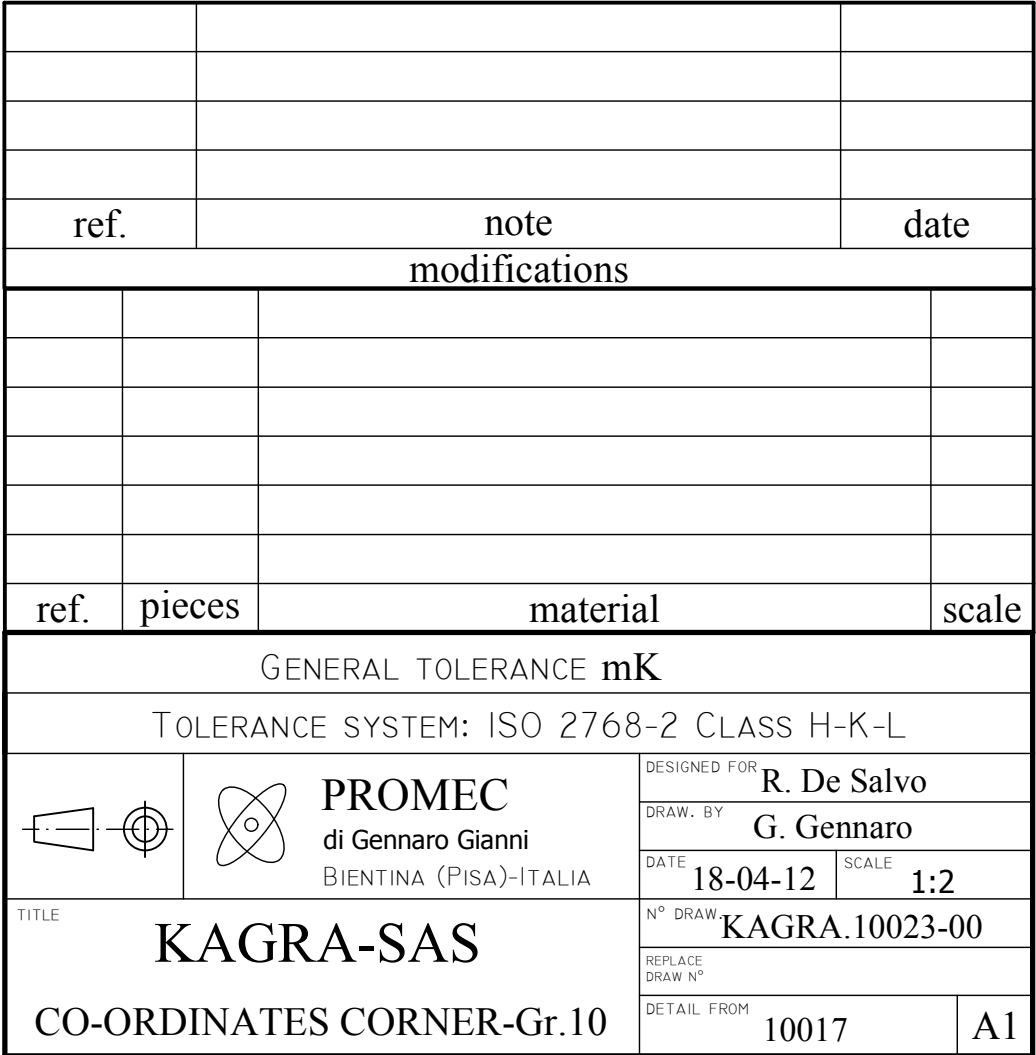 ref. note date
modifications
ref. pieces material scale
GENERAL TOLERANCE mK
TOLERANCE SYSTEM: ISO 2768-2 CLASS H-K-L
PROMEC
di Gennaro Gianni
BIENTINA (PISA)-ITALIA
DESIGNED FOR R. De Salvo
DRAW. BY G. Gennaro
DATE 18-04-12 SCALE 1:2
TITLE
KAGRA-SAS
CO-ORDINATES CORNER-Gr.10
N° DRAW. KAGRA.10023-00
REPLACE
DRAW N°
DETAIL FROM 10017 A1